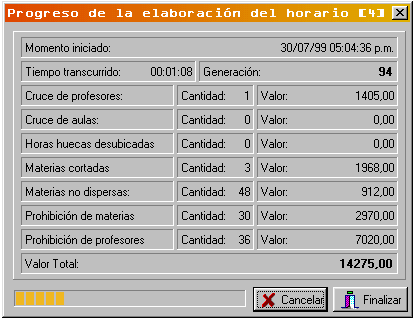 Progreso de la elaboración del horario [4]
Momento iniciado: 30/07/99 05:04:36 p.m.
Tiempo transcurrido: 00:01:08 Generación: 94
Cruce de profesores: Cantidad: 1 Valor: 1405,00
Cruce de aulas: Cantidad: 0 Valor: 0,00
Horas huecas desubicadas Cantidad: 0 Valor: 0,00
Materias cortadas Cantidad: 3 Valor: 1968,00
Materias no dispersas: Cantidad: 48 Valor: 912,00
Prohibición de materias Cantidad: 30 Valor: 2970,00
Prohibición de profesores Cantidad: 36 Valor: 7020,00
Valor Total: 14275,00
Cancelar Finalizar